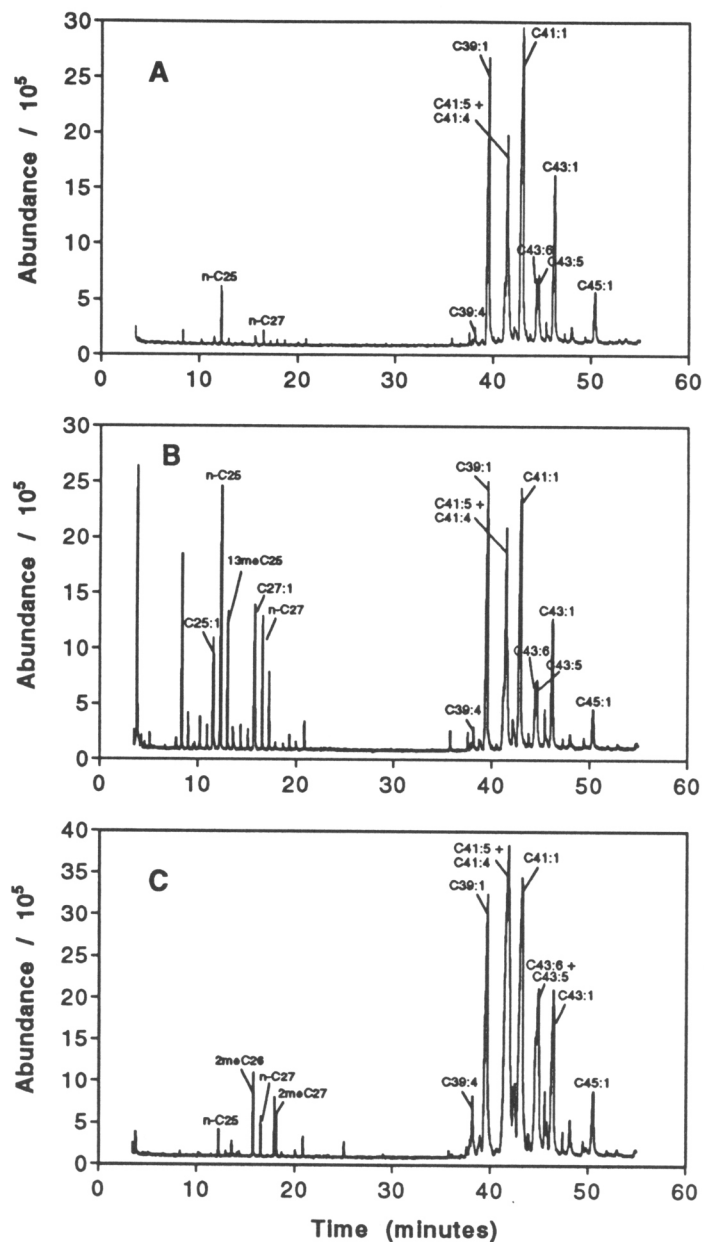 30
25
20
15
10
5
0
Abundance / 10⁵
A
n-C25
n-C27
C39:4
C39:1
C41:5 +
C41:4
C41:1
C43:6
C43:5
C43:1
C45:1
0 10 20 30 40 50 60
30
25
20
15
10
5
0
Abundance / 10⁵
B
n-C25
13meC25
C25:1
C27:1
n-C27
C39:4
C39:1
C41:5 +
C41:4
C41:1
C43:6
C43:5
C43:1
C45:1
0 10 20 30 40 50 60
40
35
30
25
20
15
10
5
0
Abundance / 10⁵
C
n-C25
2meC26
n-C27
2meC27
C39:4
C39:1
C41:5 +
C41:4
C41:1
C43:6 +
C43:5
C43:1
C45:1
0 10 20 30 40 50 60
Time (minutes)